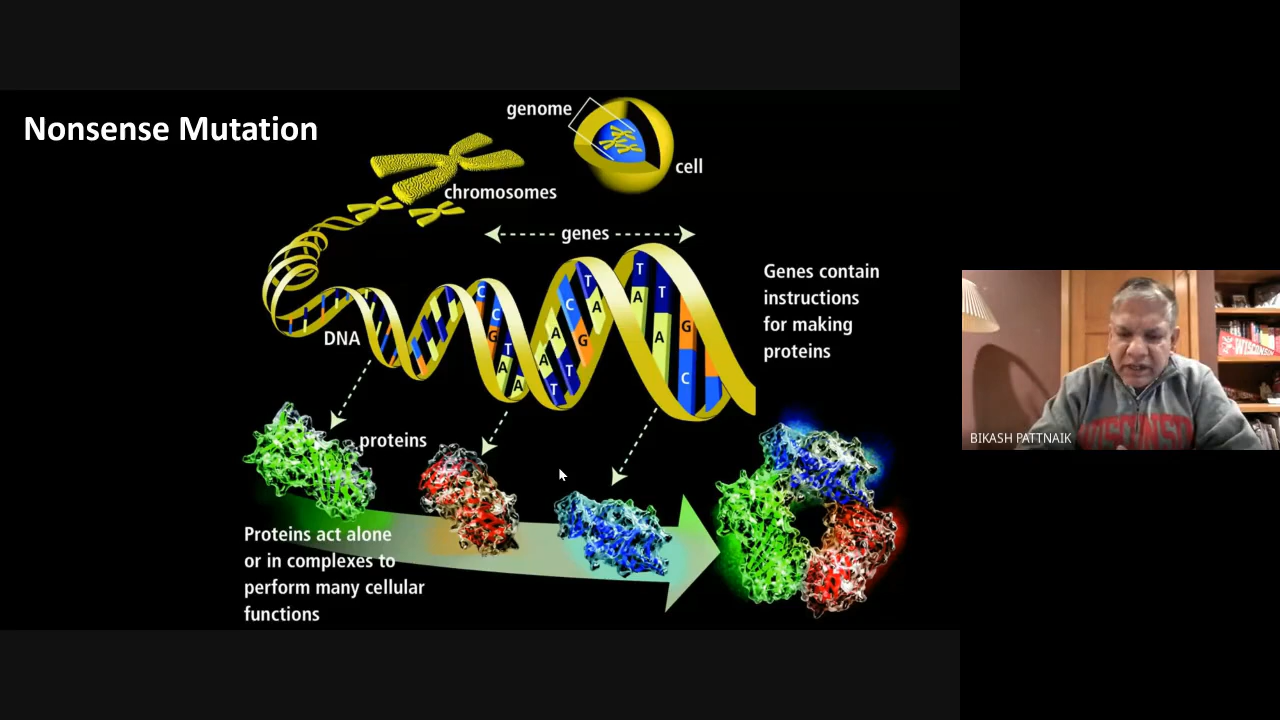 Nonsense Mutation
genome
cell
chromosomes
genes
Genes contain
instructions
for making
proteins
DNA
C
C
G
T
A
A
A
A
T
T
C
G
T
A
T
A
T
A
G
C
proteins
Proteins act alone
or in complexes to
perform many cellular
functions
WISCONSIN
BIKASH PATTNAIK